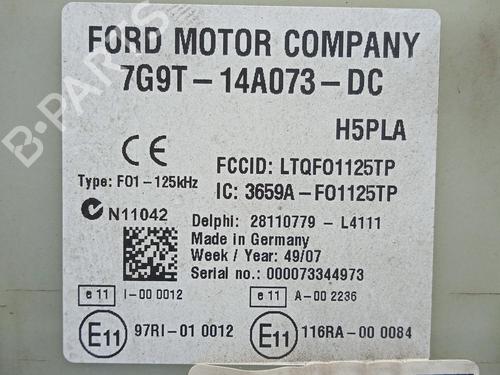 FORD MOTOR COMPANY
7G9T-14A073-DC
H5PLA
CE
FCCID: LTQFO1125TP
Type: FO1-125kHz
IC: 3659A-FO1125TP
N11042
Delphi: 28110779 - L4111
Made in Germany
Week / Year: 49/07
Serial no.: 000073344973
e 11 I-00 0012
e 11 A-00 2236
E11 97RI-01 0012
E11 116RA-00 0084
B-PARTS